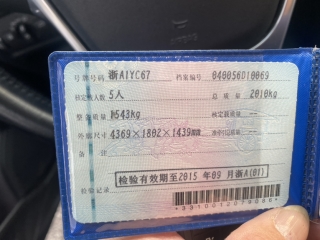 号牌号码 浙A1YC67 档案编号 040056010069
核定载人数 5人 总质量 2010kg
整备质量 1543kg 核定载质量 --
外廓尺寸 4369×1802×1439mm 准牵引总质量 --
备注
检验有效期至2015年09月浙A(01)
检验记录